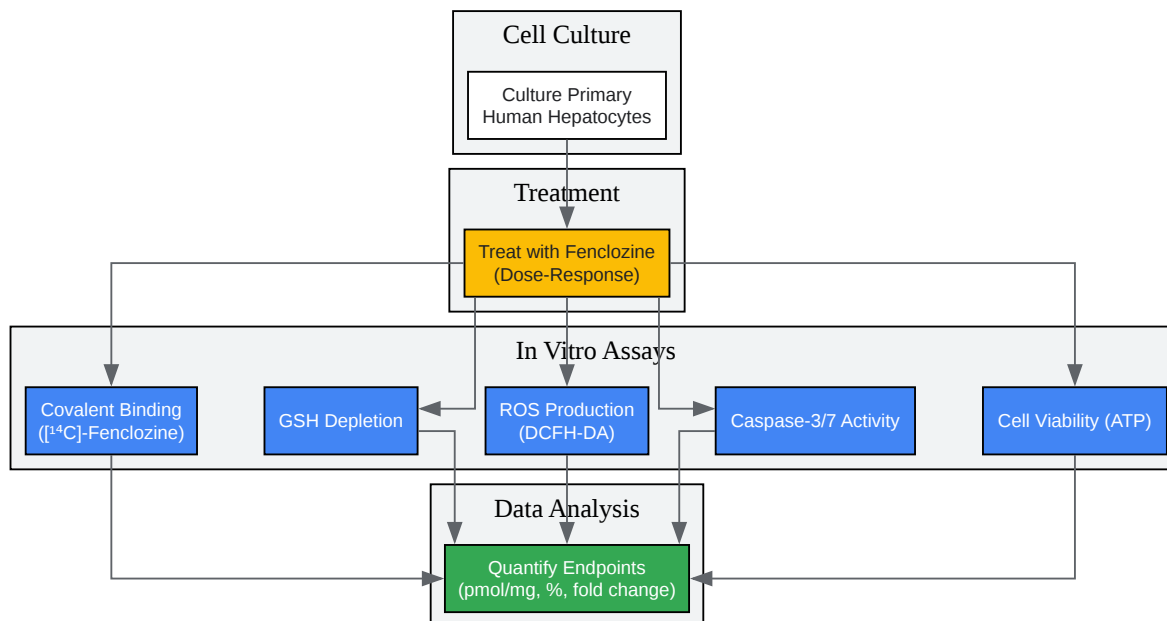 Cell Culture
Culture Primary
Human Hepatocytes
Treatment
Treat with Fenclozine
(Dose-Response)
In Vitro Assays
Covalent Binding
([¹⁴C]-Fenclozine)
GSH Depletion
ROS Production
(DCFH-DA)
Caspase-3/7 Activity
Cell Viability (ATP)
Data Analysis
Quantify Endpoints
(pmol/mg, %, fold change)